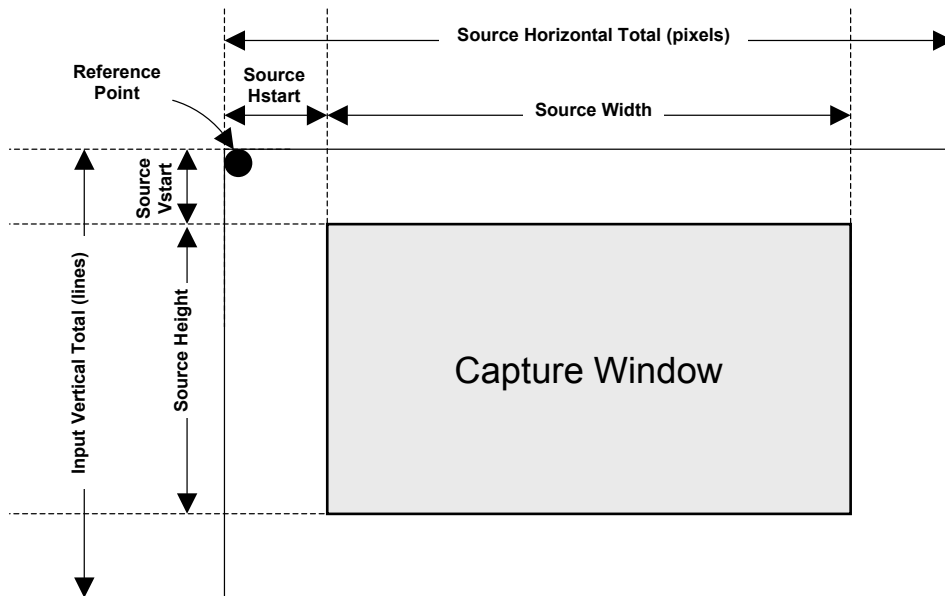 Source Horizontal Total (pixels)
Reference
Point
Source
Hstart
Source Width
Source
Vstart
Input Vertical Total (lines)
Source Height
Capture Window